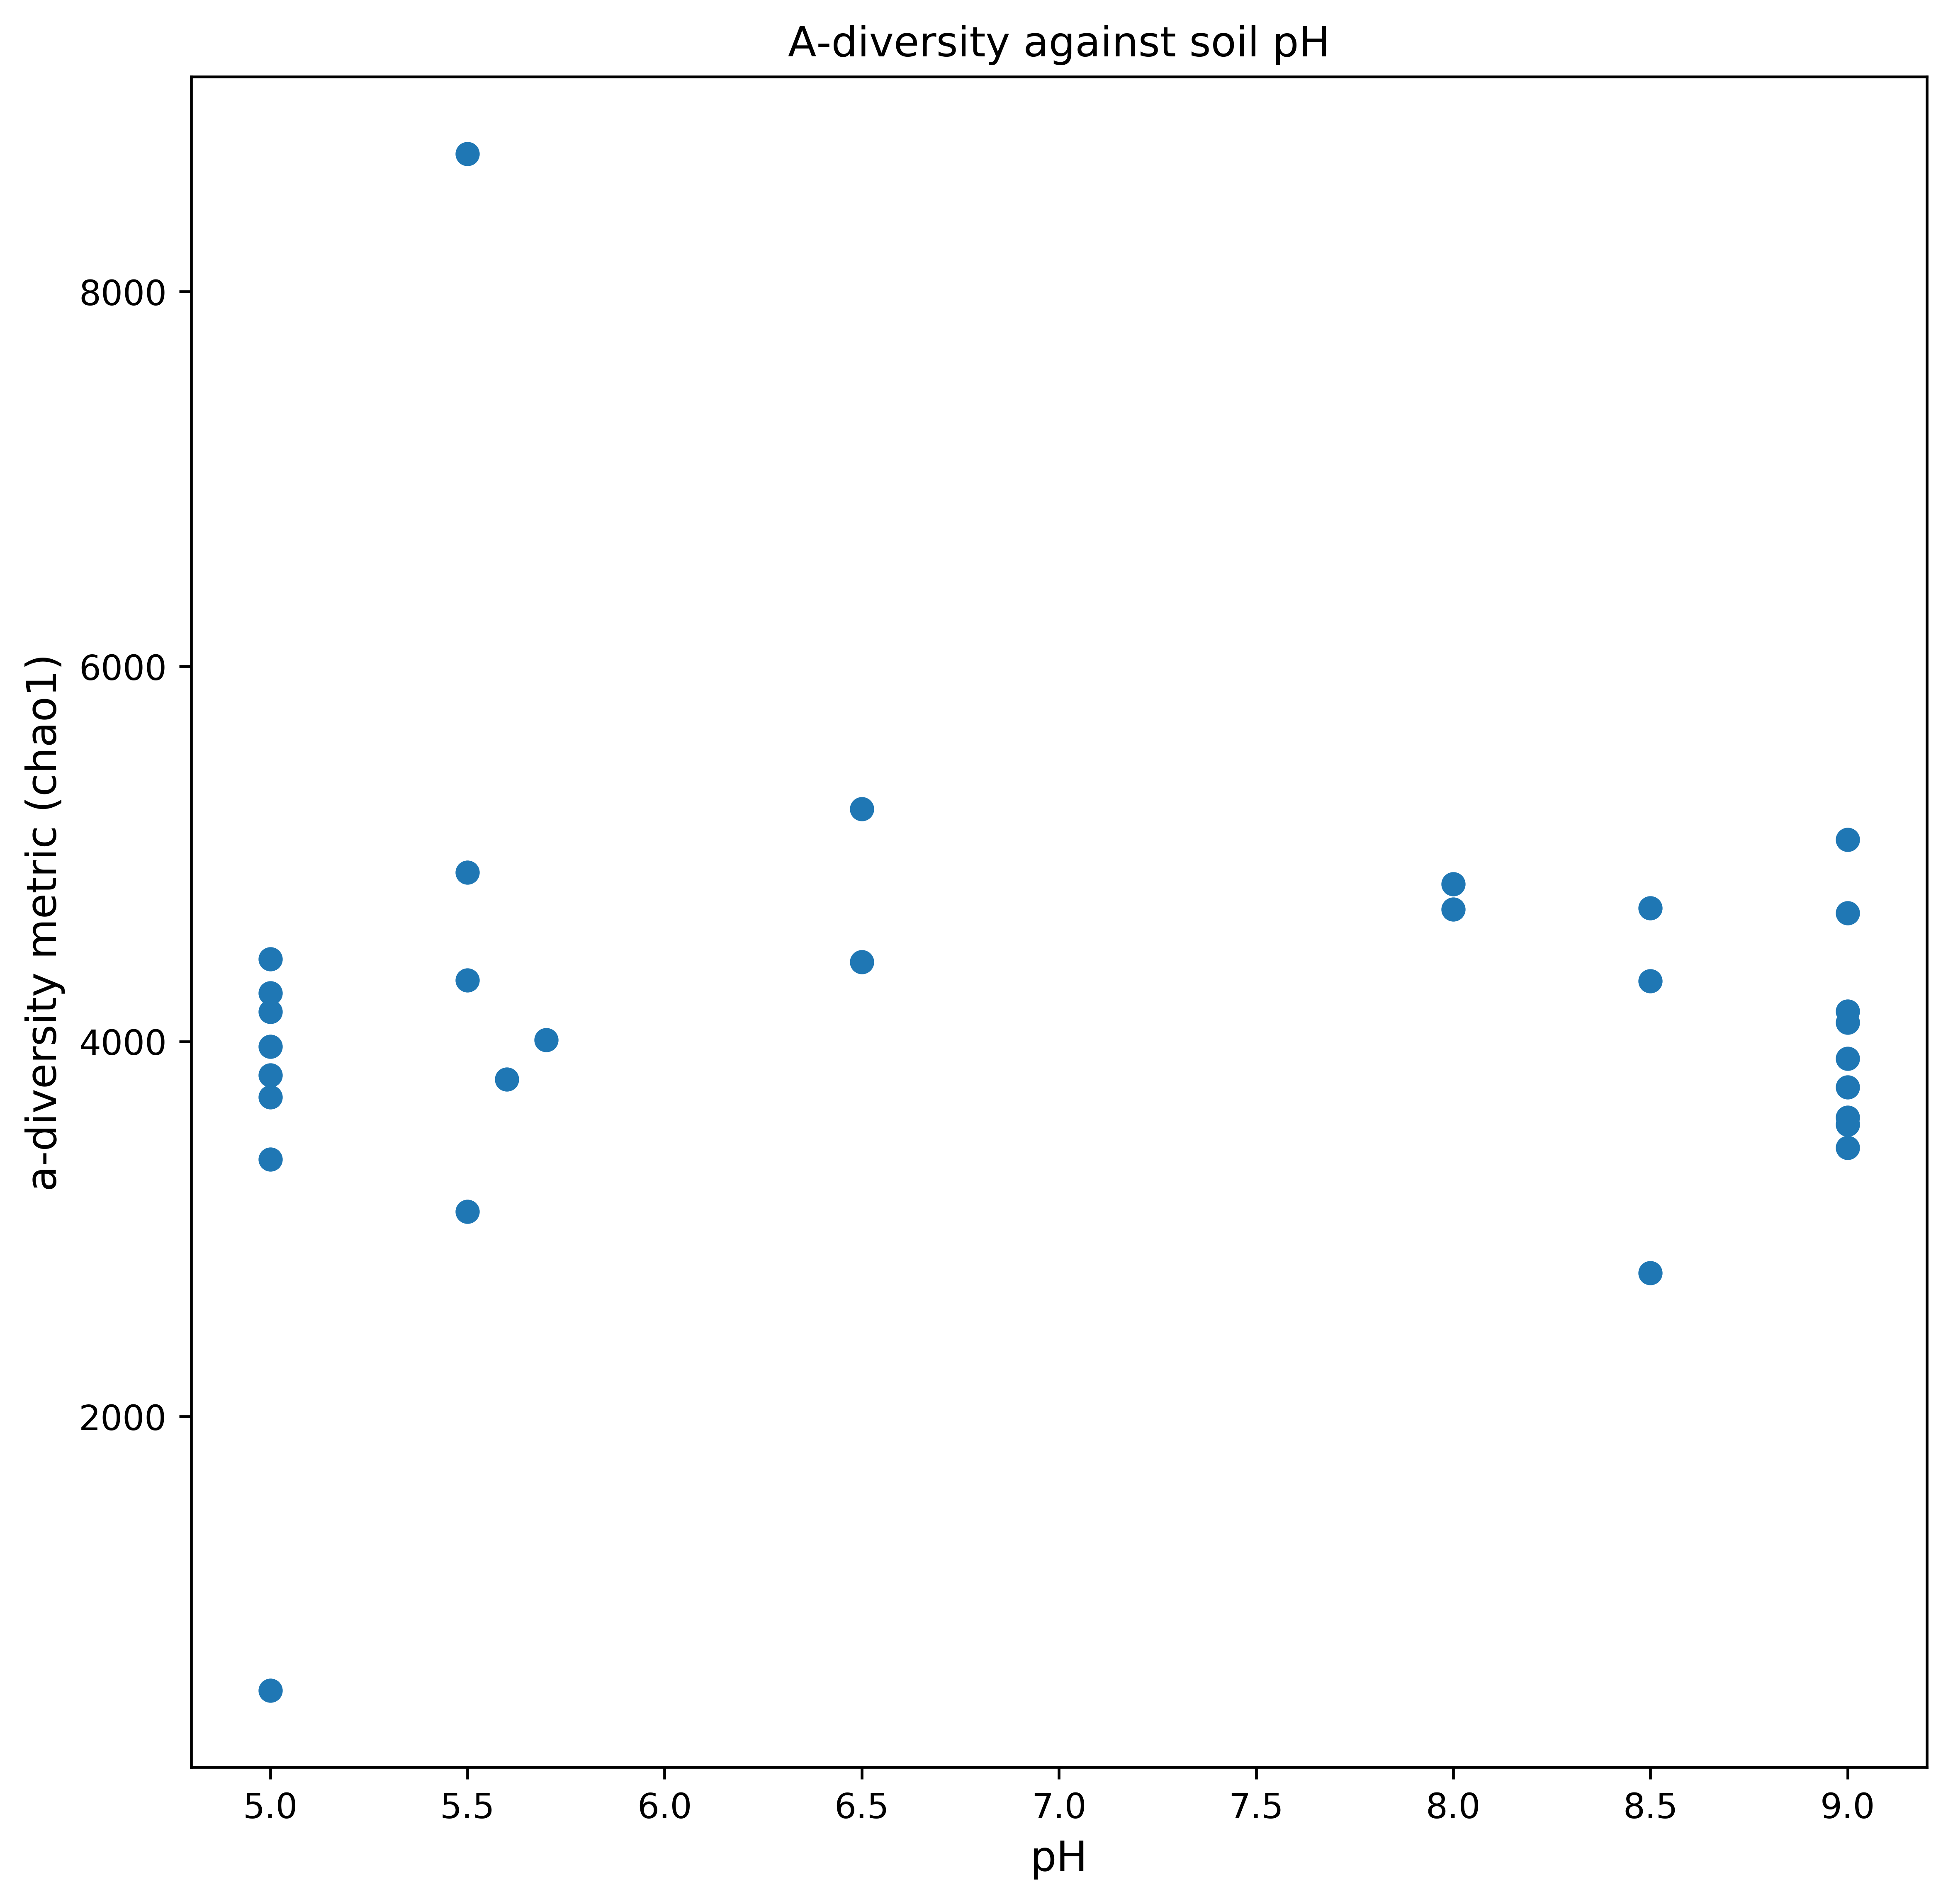 A-diversity against soil pH
a-diversity metric (chao1)
8000
6000
4000
2000
5.0 5.5 6.0 6.5 7.0 7.5 8.0 8.5 9.0
pH